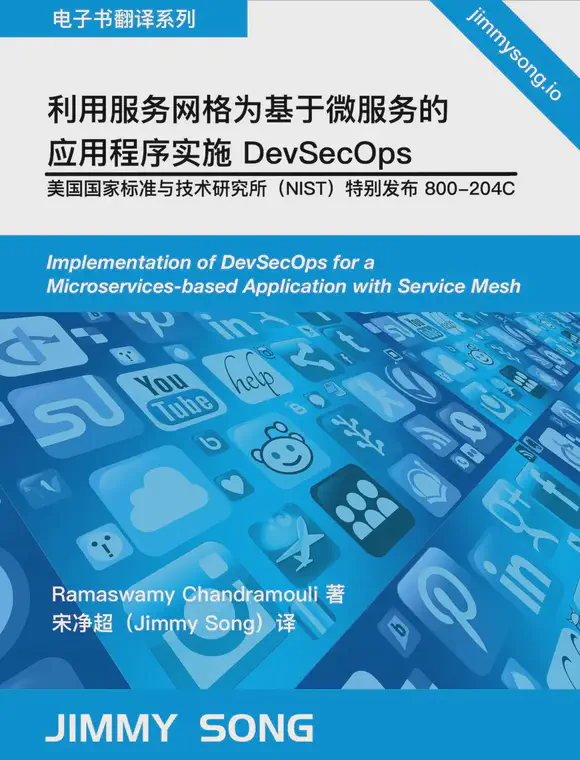 电子书翻译系列
jimmysong.io
利用服务网格为基于微服务的
应用程序实施 DevSecOps
美国国家标准与技术研究所（NIST）特别发布 800-204C
Implementation of DevSecOps for a
Microservices-based Application with Service Mesh
You
Tube
help
Ramaswamy Chandramouli 著
宋净超（Jimmy Song）译
JIMMY SONG